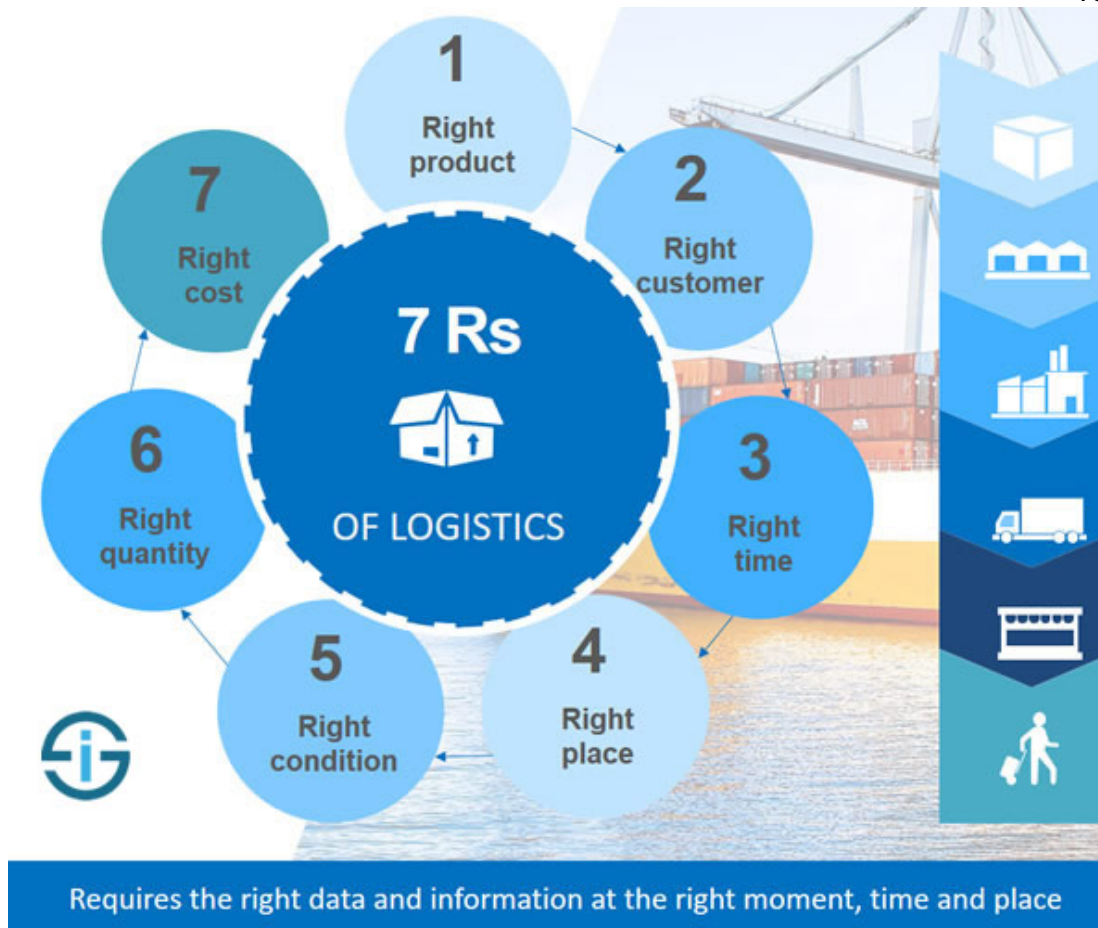 1
Right
product
2
Right
customer
3
Right
time
4
Right
place
5
Right
condition
6
Right
quantity
7
Right
cost
7 Rs
OF LOGISTICS
Requires the right data and information at the right moment, time and place